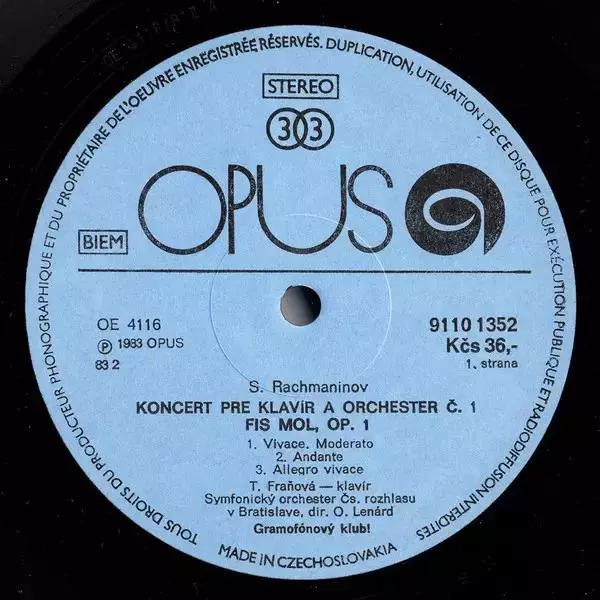 TOUS DROITS DU PRODUCTEUR PHONOGRAPHIQUE ET DU PROPRIÉTAIRE DE L'OEUVRE ENREGISTRÉE RÉSERVÉS. DUPLICATION, UTILISATION DE CE DISQUE POUR EXÉCUTION PUBLIQUE ET RADIODIFFUSION INTERDITES
STEREO
33
OPUS
BIEM
OE 4116
Ⓟ 1983 OPUS
83 2
9110 1352
Kčs 36,-
1. strana
S. Rachmaninov
KONCERT PRE KLAVíR A ORCHESTER Č. 1
FIS MOL, OP. 1
1. Vivace. Moderato
2. Andante
3. Allegro vivace
T. Fraňová — klavír
Symfonický orchester Čs. rozhlasu
v Bratislave, dir. O. Lenárd
Gramofónový klub!
MADE IN CZECHOSLOVAKIA